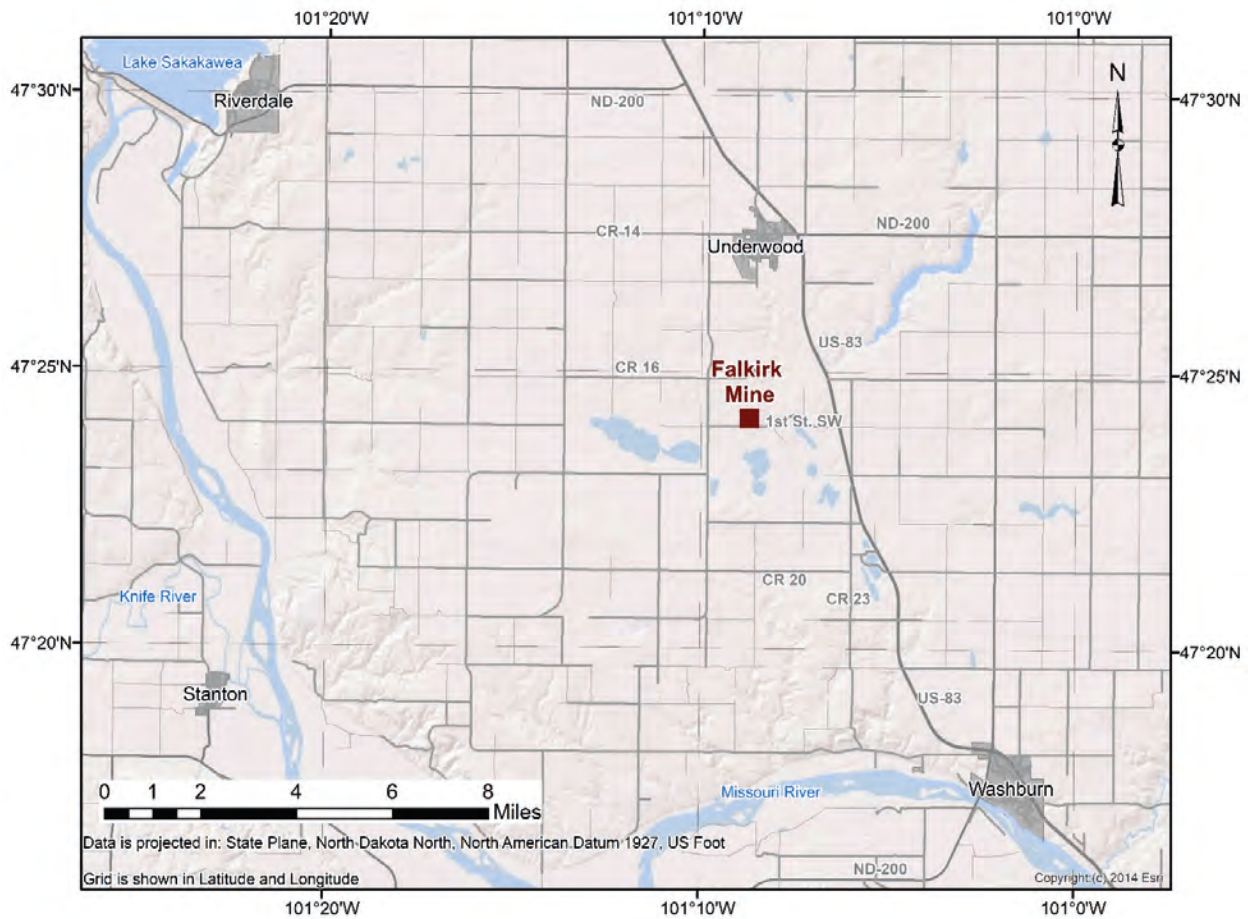 101°20'W
101°10'W
101°0'W
Lake Sakakawea
47°30'N
Riverdale
ND-200
N
47°30'N
CR-14
Underwood
ND-200
US-83
47°25'N
CR 16
Falkirk
Mine
47°25'N
1st St. SW
Knife River
CR 20
CR 23
47°20'N
47°20'N
Stanton
US-83
0 1 2 4 6 8
Miles
Missouri River
Washburn
Data is projected in: State Plane, North Dakota North, North American Datum 1927, US Foot
ND-200
Grid is shown in Latitude and Longitude
Copyright:(c) 2014 Esri
101°20'W
101°10'W
101°0'W